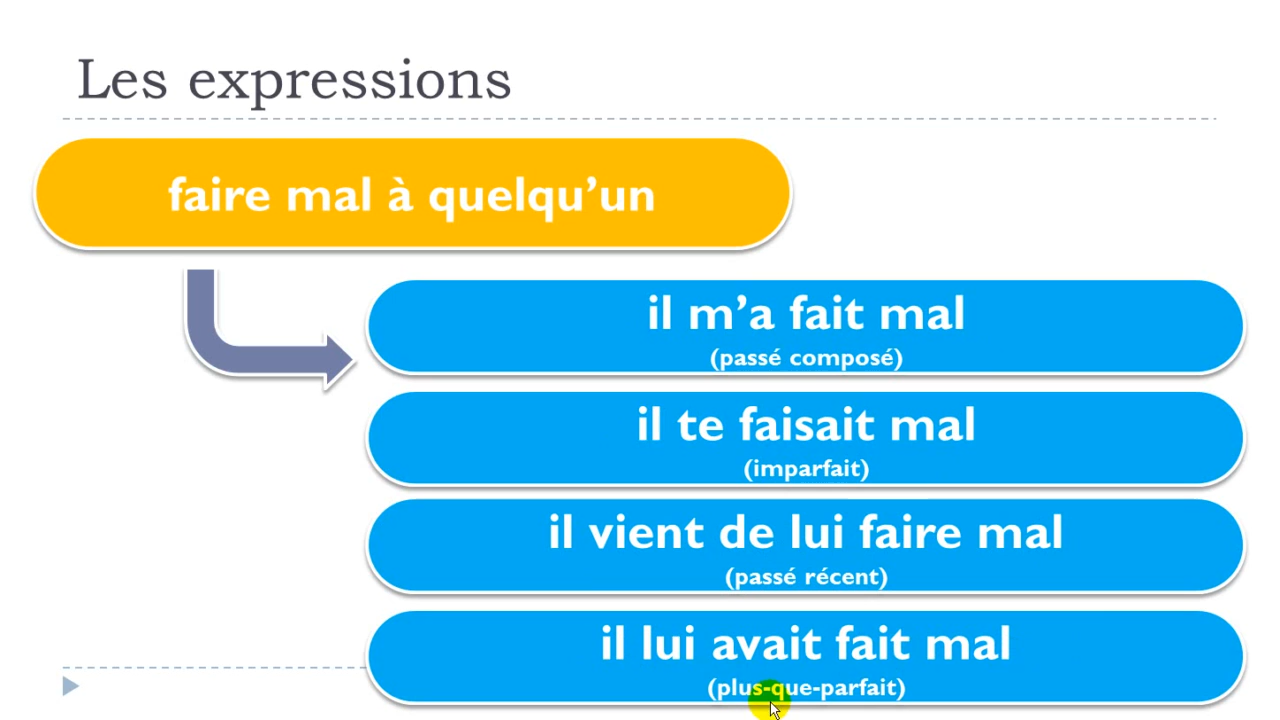 Les expressions
faire mal à quelqu’un
il m’a fait mal
(passé composé)
il te faisait mal
(imparfait)
il vient de lui faire mal
(passé récent)
il lui avait fait mal
(plus-que-parfait)